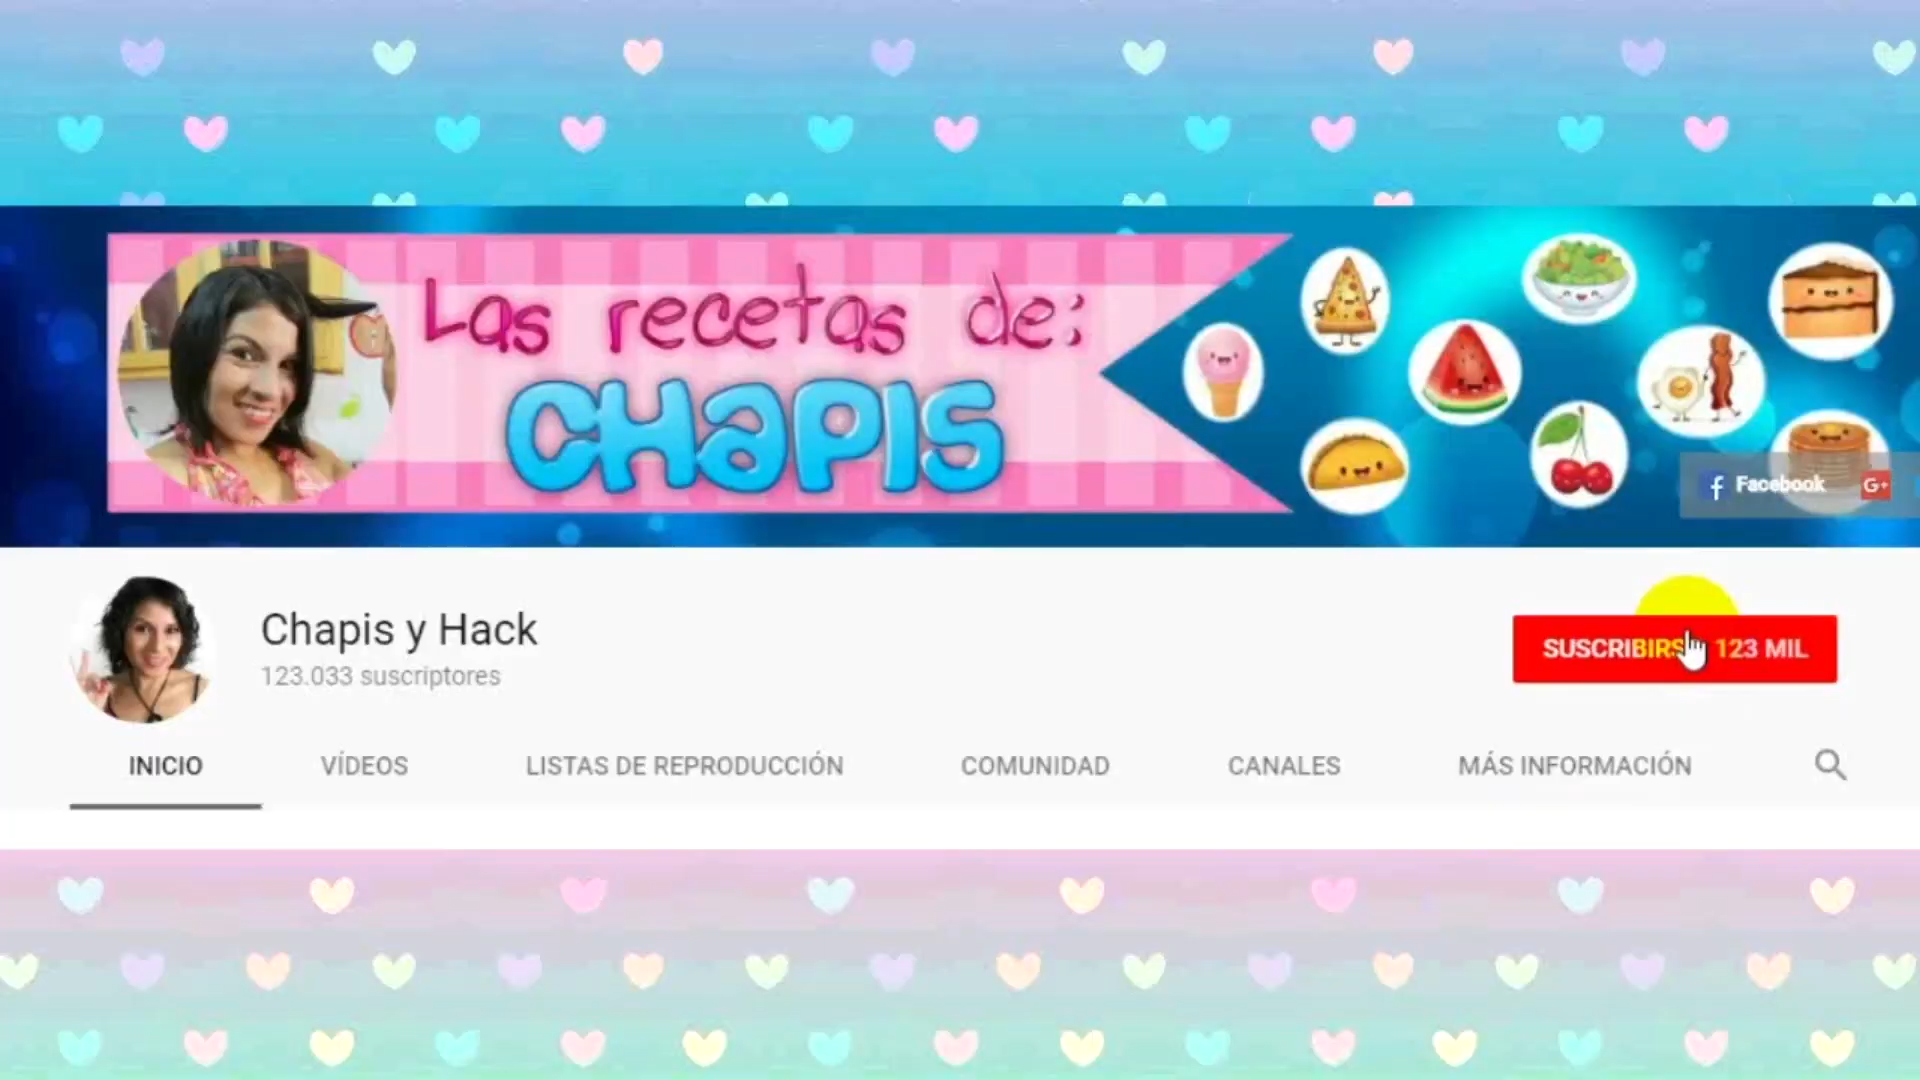 Las recetas de:
CHAPIS
Facebook
G+
Chapis y Hack
123.033 suscriptores
SUSCRIBIRS 123 MIL
INICIO
VÍDEOS
LISTAS DE REPRODUCCIÓN
COMUNIDAD
CANALES
MÁS INFORMACIÓN